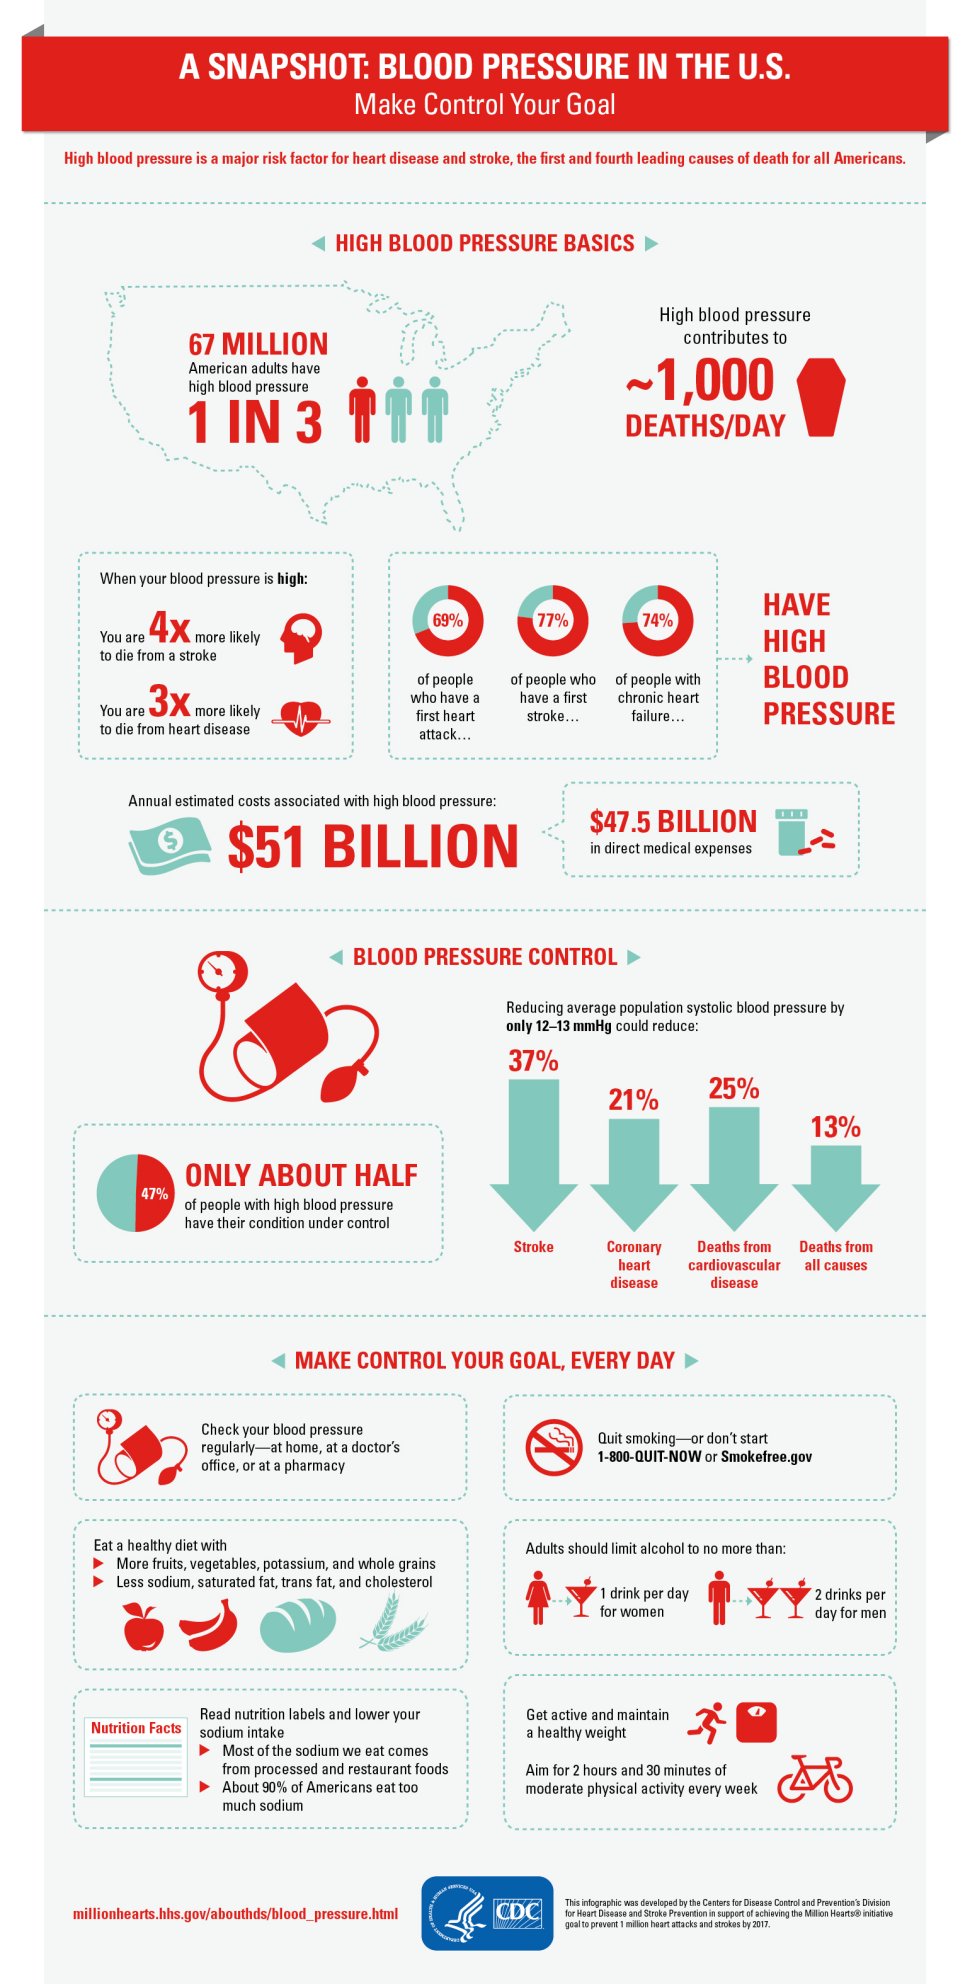 A SNAPSHOT: BLOOD PRESSURE IN THE U.S.
Make Control Your Goal
High blood pressure is a major risk factor for heart disease and stroke, the first and fourth leading causes of death for all Americans.
HIGH BLOOD PRESSURE BASICS
67 MILLION
American adults have
high blood pressure
1 IN 3
High blood pressure
contributes to
~1,000
DEATHS/DAY
When your blood pressure is high:
You are 4x more likely
to die from a stroke
You are 3x more likely
to die from heart disease
69%
of people
who have a
first heart
attack…
77%
of people who
have a first
stroke…
74%
of people with
chronic heart
failure…
HAVE
HIGH
BLOOD
PRESSURE
Annual estimated costs associated with high blood pressure:
$51 BILLION
$47.5 BILLION
in direct medical expenses
BLOOD PRESSURE CONTROL
47%
ONLY ABOUT HALF
of people with high blood pressure
have their condition under control
Reducing average population systolic blood pressure by
only 12–13 mmHg could reduce:
37%
Stroke
21%
Coronary
heart
disease
25%
Deaths from
cardiovascular
disease
13%
Deaths from
all causes
MAKE CONTROL YOUR GOAL, EVERY DAY
Check your blood pressure
regularly—at home, at a doctor's
office, or at a pharmacy
Quit smoking—or don't start
1-800-QUIT-NOW or Smokefree.gov
Eat a healthy diet with
More fruits, vegetables, potassium, and whole grains
Less sodium, saturated fat, trans fat, and cholesterol
Adults should limit alcohol to no more than:
1 drink per day
for women
2 drinks per
day for men
Nutrition Facts
Read nutrition labels and lower your
sodium intake
Most of the sodium we eat comes
from processed and restaurant foods
About 90% of Americans eat too
much sodium
Get active and maintain
a healthy weight
Aim for 2 hours and 30 minutes of
moderate physical activity every week
millionhearts.hhs.gov/abouthds/blood_pressure.html
DEPARTMENT OF HEALTH & HUMAN SERVICES USA
CDC
This infographic was developed by the Centers for Disease Control and Prevention's Division
for Heart Disease and Stroke Prevention in support of achieving the Million Hearts® initiative
goal to prevent 1 million heart attacks and strokes by 2017.